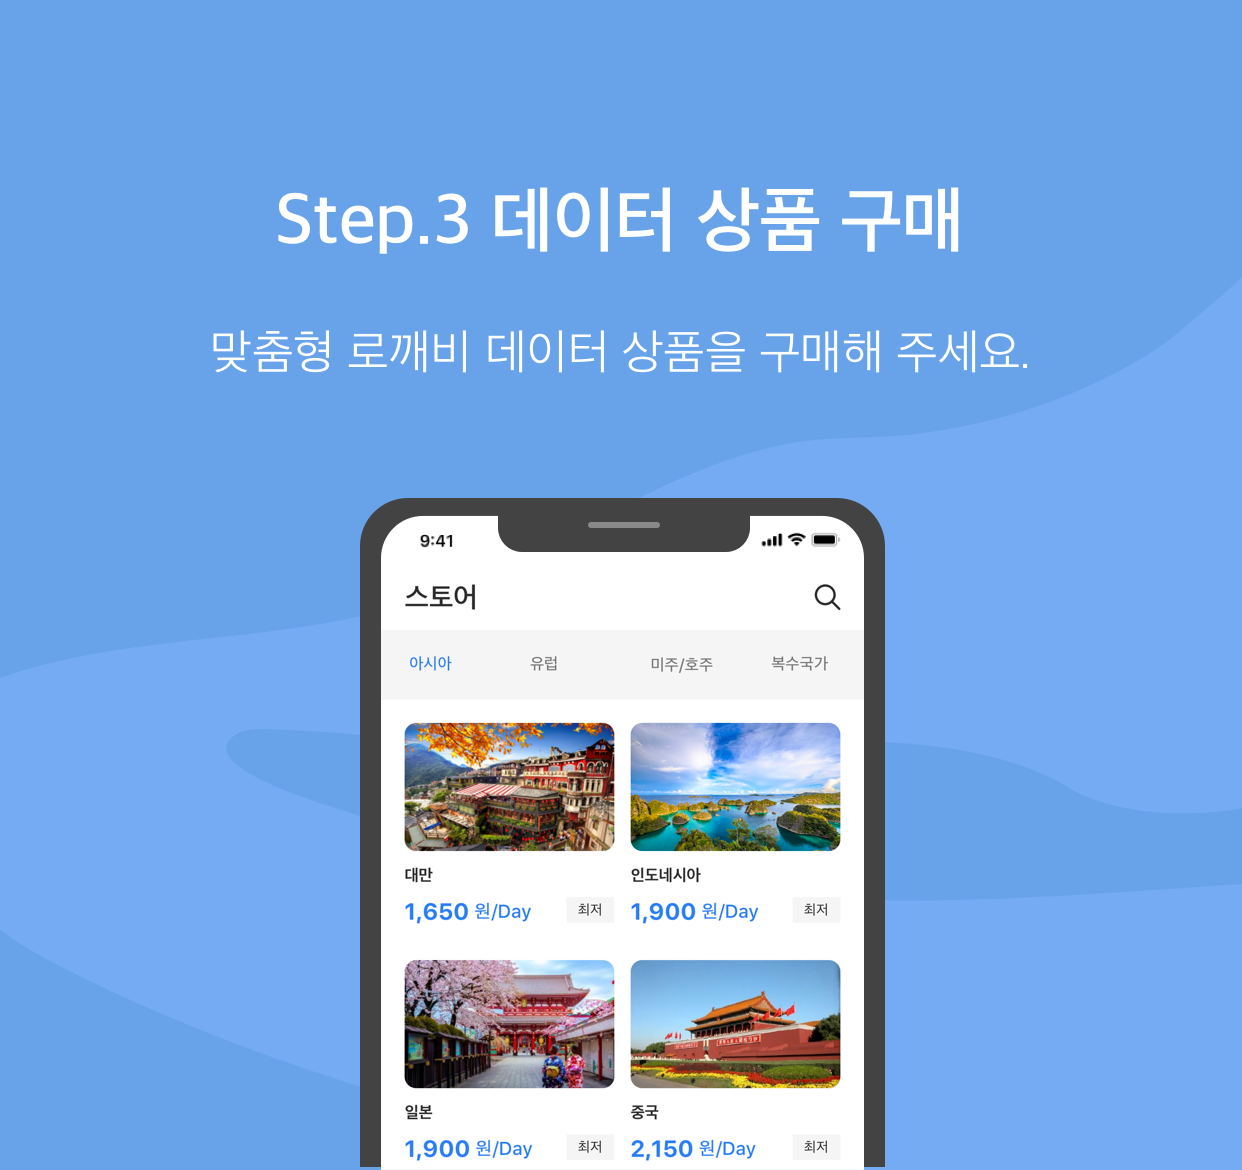 Step.3 데이터 상품 구매
맞춤형 로깨비 데이터 상품을 구매해 주세요.
9:41
스토어
아시아 유럽 미주/호주 복수국가
대만 인도네시아
1,650 원/Day 최저 1,900 원/Day 최저
일본 중국
1,900 원/Day 최저 2,150 원/Day 최저